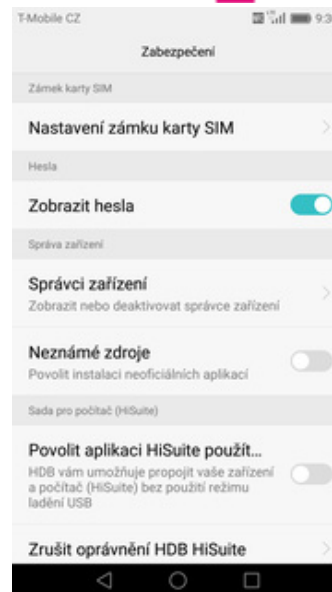 T-Mobile CZ
9:3
Zabezpečení
Zámek karty SIM
Nastavení zámku karty SIM
Hesla
Zobrazit hesla
Správa zařízení
Správci zařízení
Zobrazit nebo deaktivovat správce zařízení
Neznámé zdroje
Povolit instalaci neoficiálních aplikací
Sada pro počítač (HiSuite)
Povolit aplikaci HiSuite použít...
HDB vám umožňuje propojit vaše zařízení
a počítač (HiSuite) bez použití režimu
ladění USB
Zrušit oprávnění HDB HiSuite